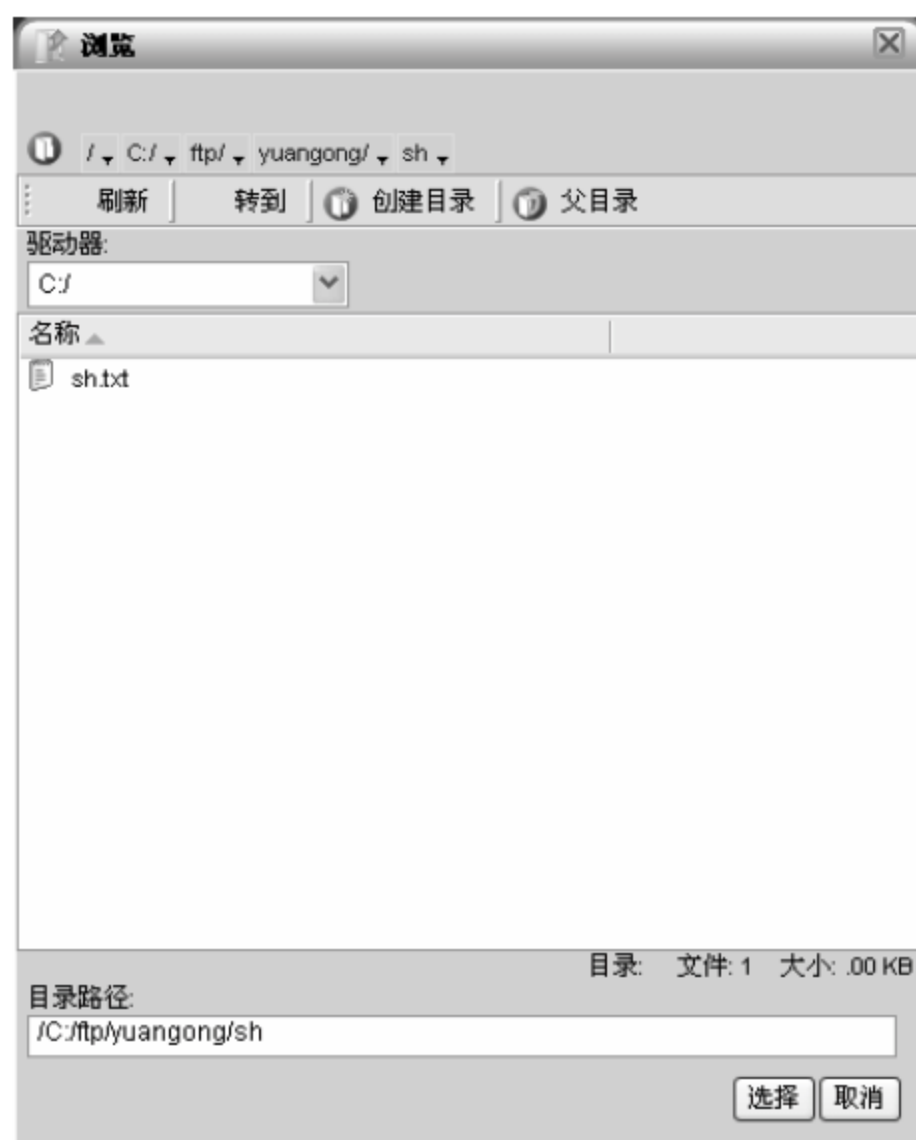 浏览
/ C:/ ftp/ yuangong/ sh
刷新 转到 创建目录 父目录
驱动器:
C:/
名称
sh.txt
目录: 文件: 1 大小: .00 KB
目录路径:
/C:/ftp/yuangong/sh
选择 取消